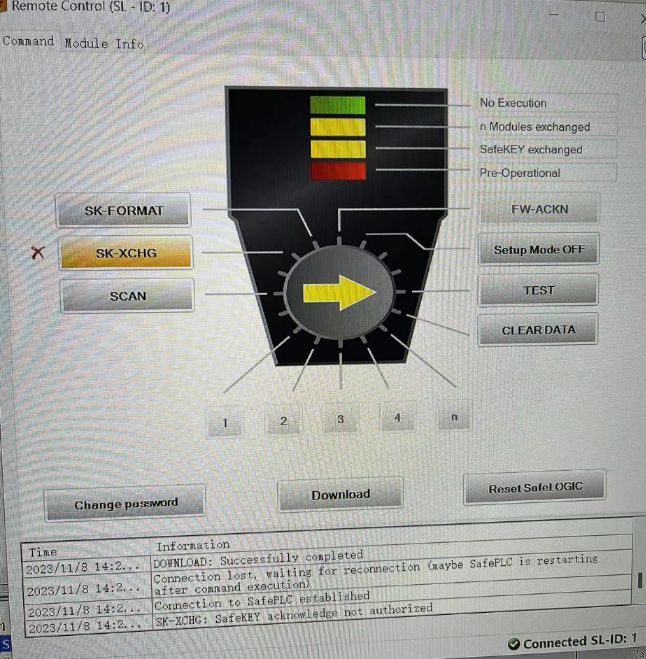 Remote Control (SL - ID: 1)
Command Module Info
No Execution
n Modules exchanged
SafeKEY exchanged
Pre-Operational
SK-FORMAT
FW-ACKN
SK-XCHG
Setup Mode OFF
SCAN
TEST
CLEAR DATA
1 2 3 4 n
Change password
Download
Reset SafeLOGIC
Time Information
2023/11/8 14:2... DOWNLOAD: Successfully completed
2023/11/8 14:2... Connection lost, waiting for reconnection (maybe SafePLC is restarting
after command execution)
2023/11/8 14:2... Connection to SafePLC established
2023/11/8 14:2... SK-XCHG: SafeKEY acknowledge not authorized
Connected SL-ID: 1